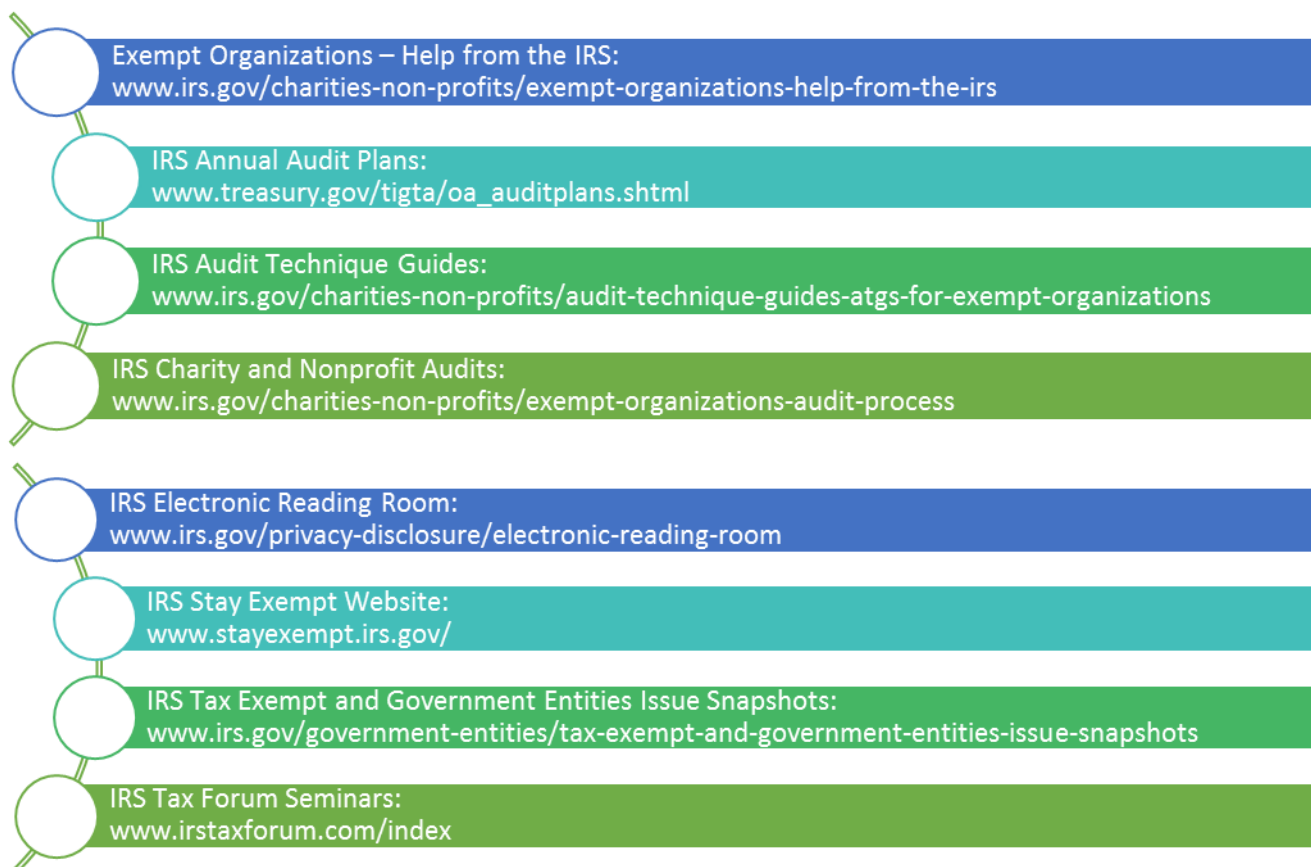 Exempt Organizations – Help from the IRS:
www.irs.gov/charities-non-profits/exempt-organizations-help-from-the-irs
IRS Annual Audit Plans:
www.treasury.gov/tigta/oa_auditplans.shtml
IRS Audit Technique Guides:
www.irs.gov/charities-non-profits/audit-technique-guides-atgs-for-exempt-organizations
IRS Charity and Nonprofit Audits:
www.irs.gov/charities-non-profits/exempt-organizations-audit-process
IRS Electronic Reading Room:
www.irs.gov/privacy-disclosure/electronic-reading-room
IRS Stay Exempt Website:
www.stayexempt.irs.gov/
IRS Tax Exempt and Government Entities Issue Snapshots:
www.irs.gov/government-entities/tax-exempt-and-government-entities-issue-snapshots
IRS Tax Forum Seminars:
www.irstaxforum.com/index